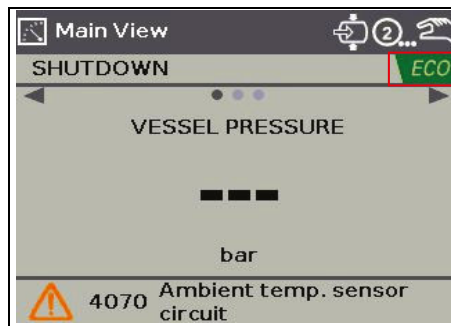 Main View
2...
SHUTDOWN
ECO
VESSEL PRESSURE
---
bar
4070 Ambient temp. sensor
circuit